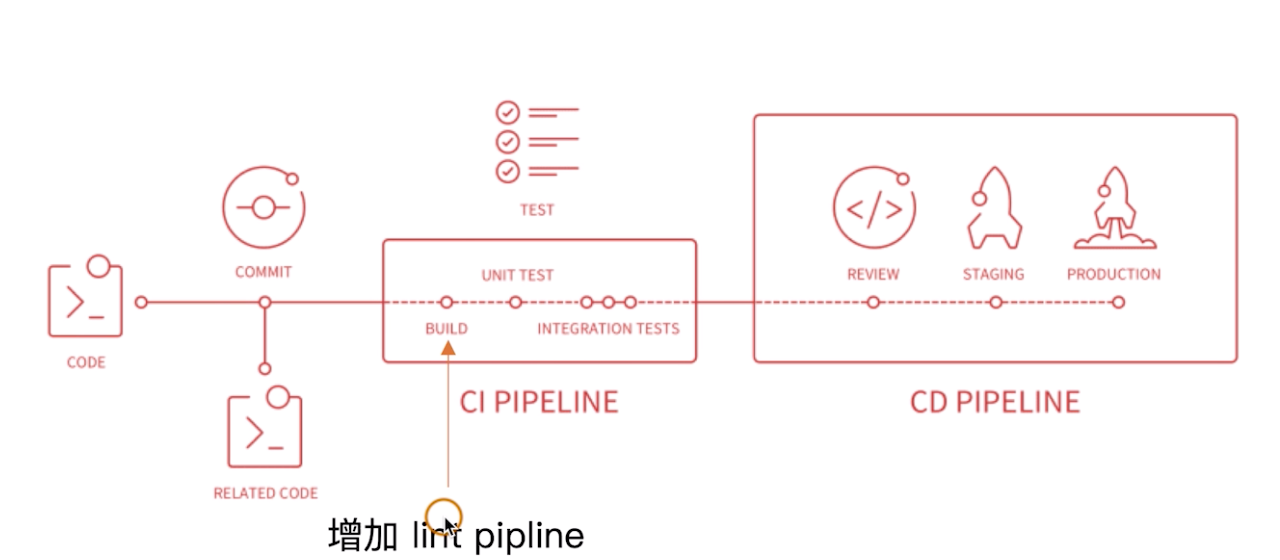 TEST
COMMIT
UNIT TEST
REVIEW
STAGING
PRODUCTION
BUILD
INTEGRATION TESTS
CODE
CI PIPELINE
CD PIPELINE
RELATED CODE
增加 lint pipline